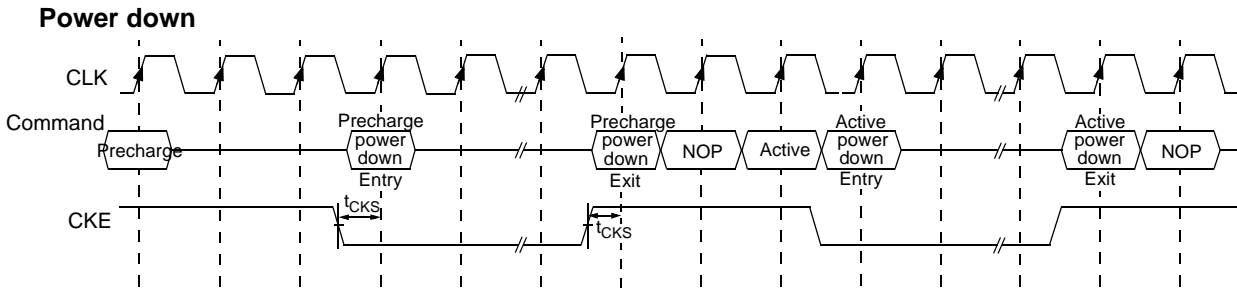 Power down
CLK
Command
Precharge
Precharge
power
down
Entry
Precharge
power
down
Exit
NOP
Active
Active
power
down
Entry
Active
power
down
Exit
NOP
CKE
tCKS
tCKS